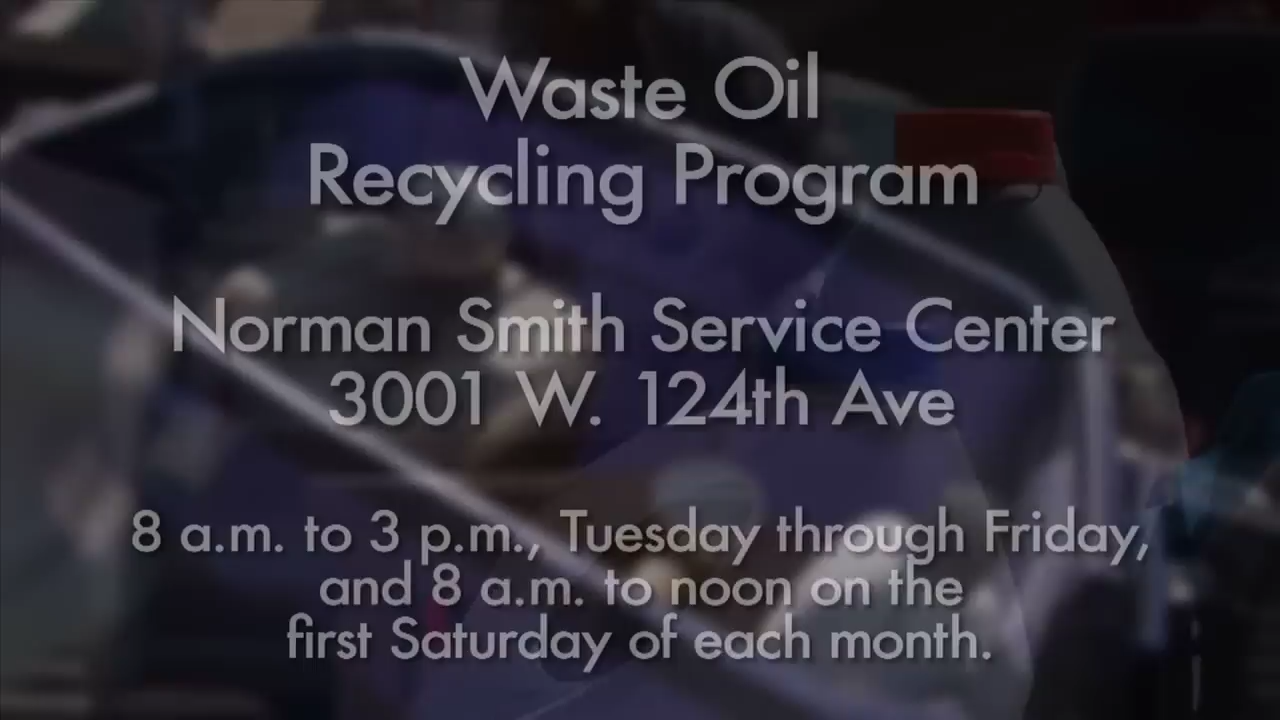 Waste Oil
Recycling Program
Norman Smith Service Center
3001 W. 124th Ave
8 a.m. to 3 p.m., Tuesday through Friday,
and 8 a.m. to noon on the
first Saturday of each month.